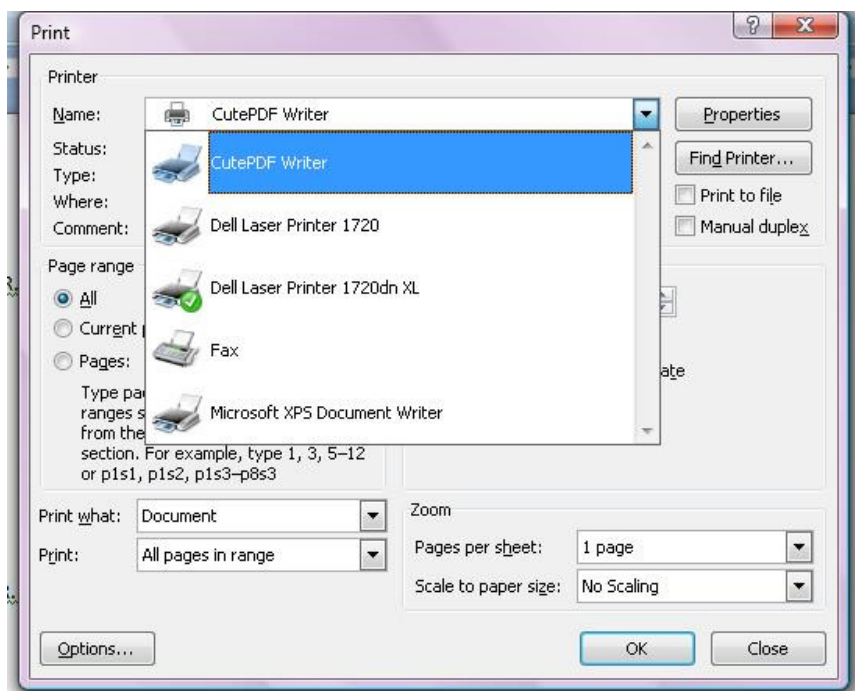 Print
Printer
Name:
CutePDF Writer
Properties
Status:
CutePDF Writer
Find Printer...
Type:
Where:
Print to file
Comment:
Dell Laser Printer 1720
Manual duplex
Page range
All
Dell Laser Printer 1720dn XL
Current
Fax
Pages:
Type
ranges
Microsoft XPS Document Writer
from the
section. For example, type 1, 3, 5–12
or p1s1, p1s2, p1s3–p8s3
Print what:
Document
Print:
All pages in range
Zoom
Pages per sheet:
1 page
Scale to paper size:
No Scaling
Options...
OK
Close